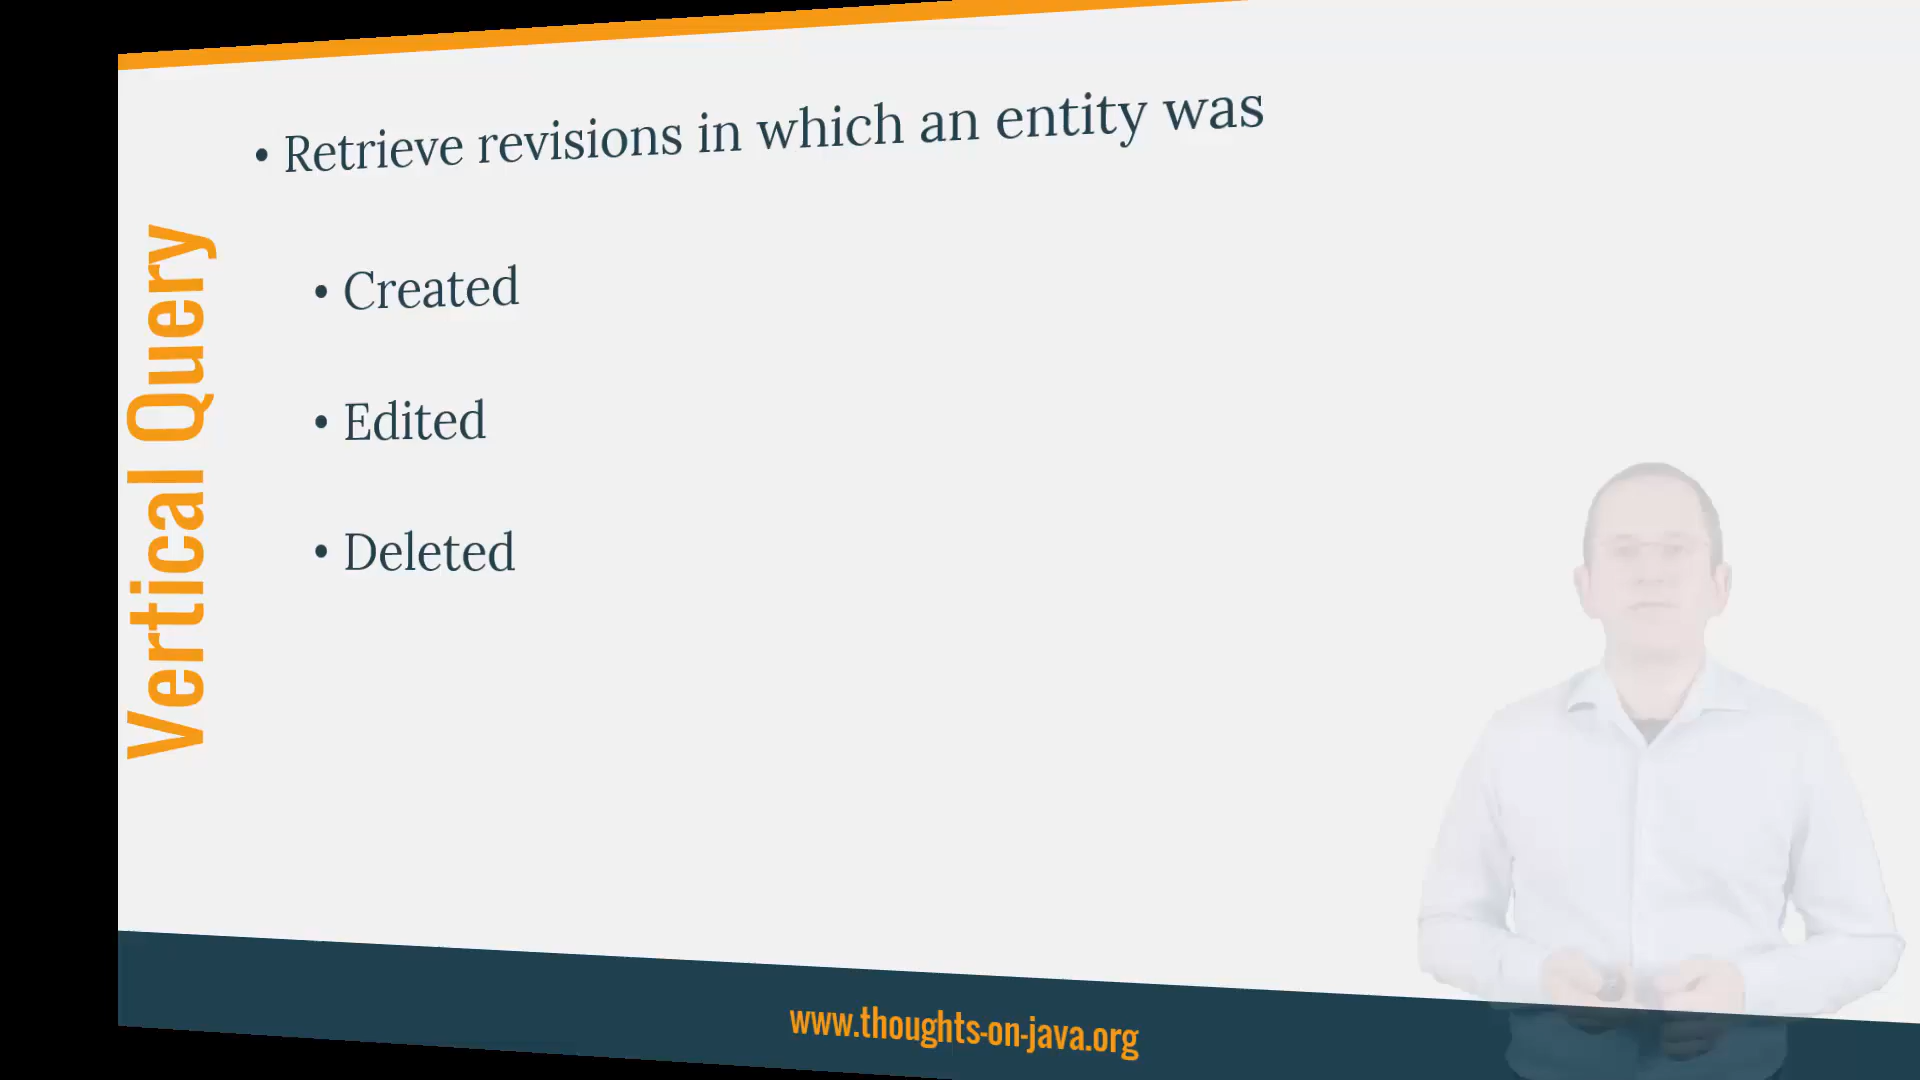 Vertical Query
• Retrieve revisions in which an entity was
• Created
• Edited
• Deleted
www.thoughts-on-java.org